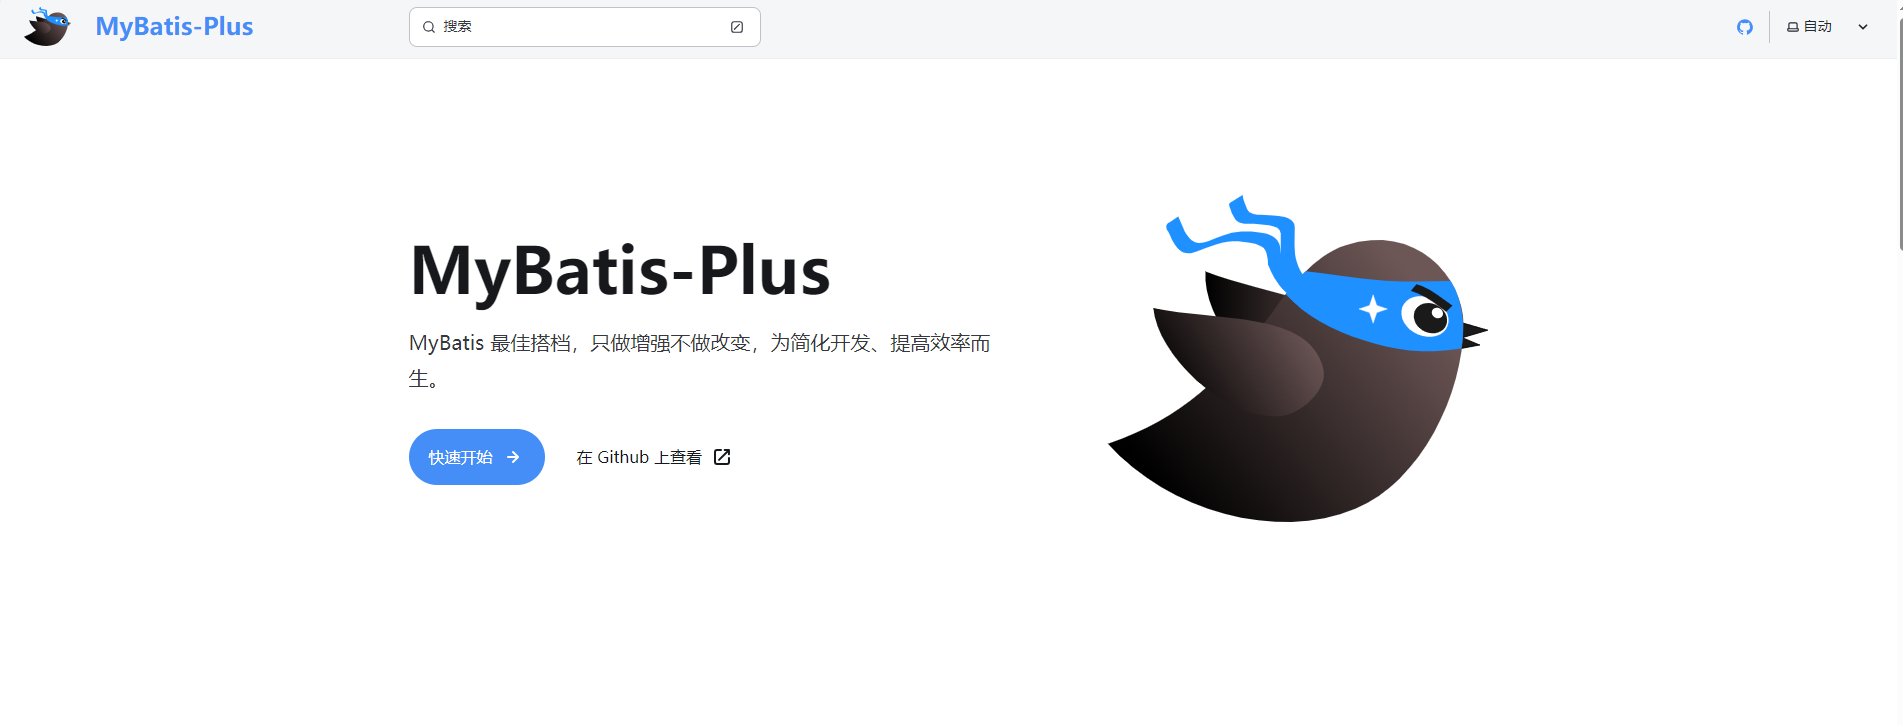 MyBatis-Plus
搜索
自动
MyBatis-Plus
MyBatis 最佳搭档，只做增强不做改变，为简化开发、提高效率而
生。
快速开始
在 Github 上查看